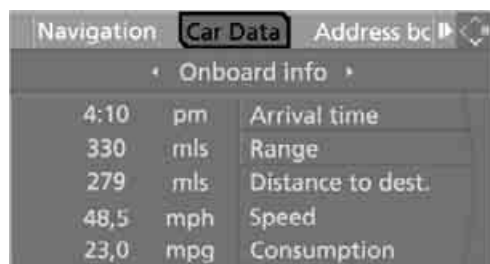 Navigation Car Data Address bc
Onboard info
4:10 pm Arrival time
330 mls Range
279 mls Distance to dest.
48,5 mph Speed
23,0 mpg Consumption